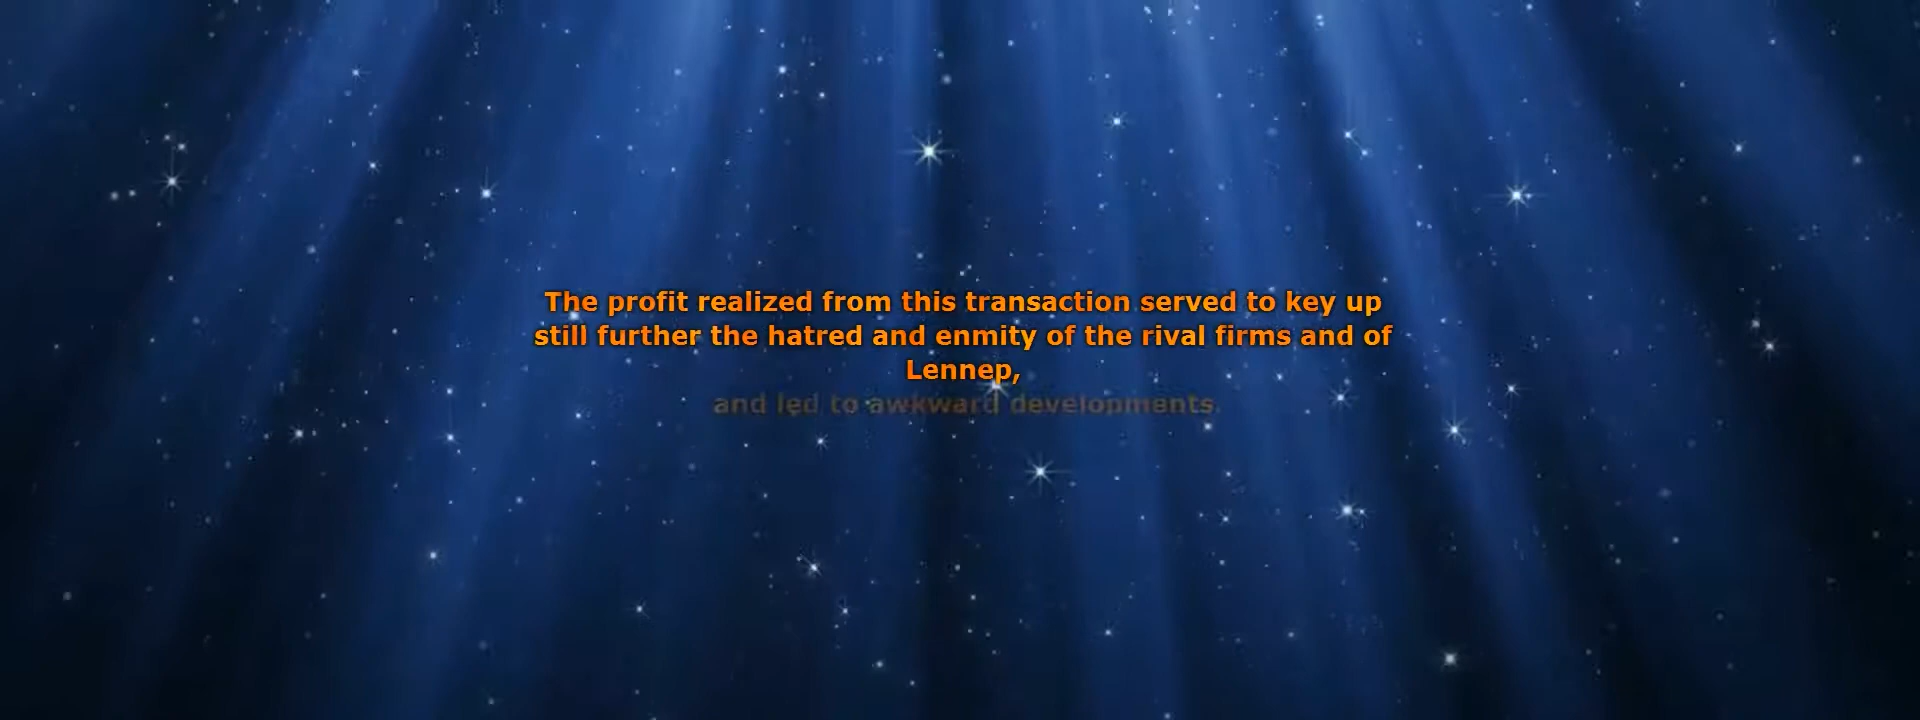 The profit realized from this transaction served to key up
still further the hatred and enmity of the rival firms and of
Lennep,
and led to awkward developments.